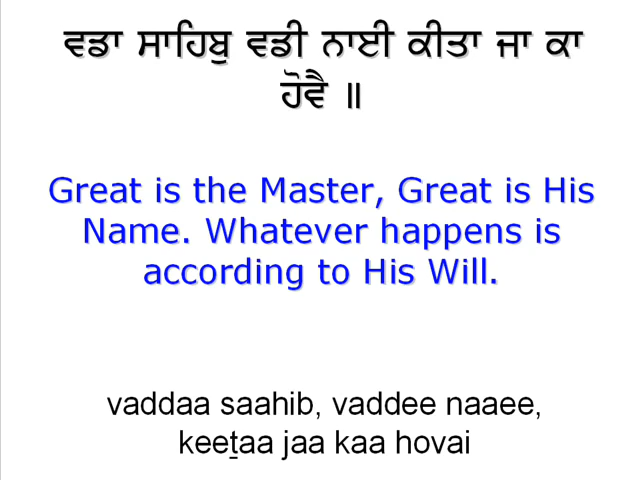 ਵਡਾ ਸਾਹਿਬੁ ਵਡੀ ਨਾਈ ਕੀਤਾ ਜਾ ਕਾ
ਹੋਵੈ ॥
Great is the Master, Great is His
Name. Whatever happens is
according to His Will.
vaddaa saahib, vaddee naaee,
keeṯaa jaa kaa hovai